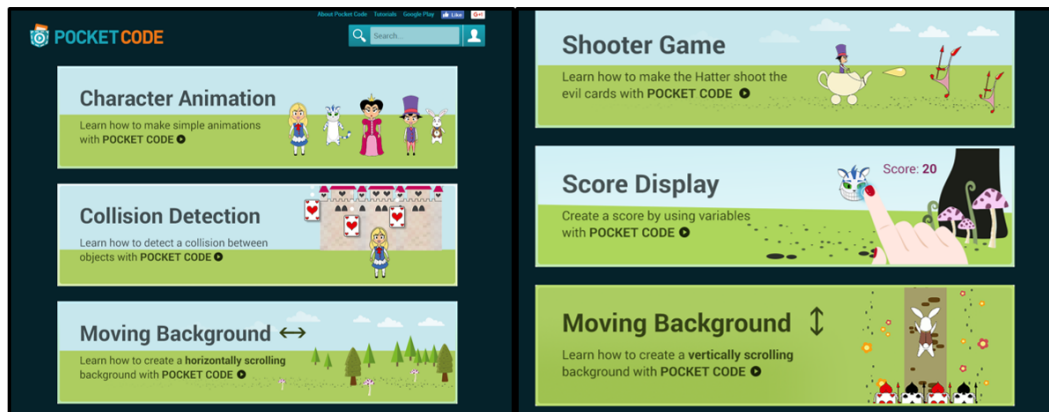 About Pocket Code Tutorials Google Play Like G+
POCKET CODE
Search...
Character Animation
Learn how to make simple animations
with POCKET CODE
Collision Detection
Learn how to detect a collision between
objects with POCKET CODE
Moving Background
Learn how to create a horizontally scrolling
background with POCKET CODE
Shooter Game
Learn how to make the Hatter shoot the
evil cards with POCKET CODE
Score Display
Score: 20
Create a score by using variables
with POCKET CODE
Moving Background
Learn how to create a vertically scrolling
background with POCKET CODE